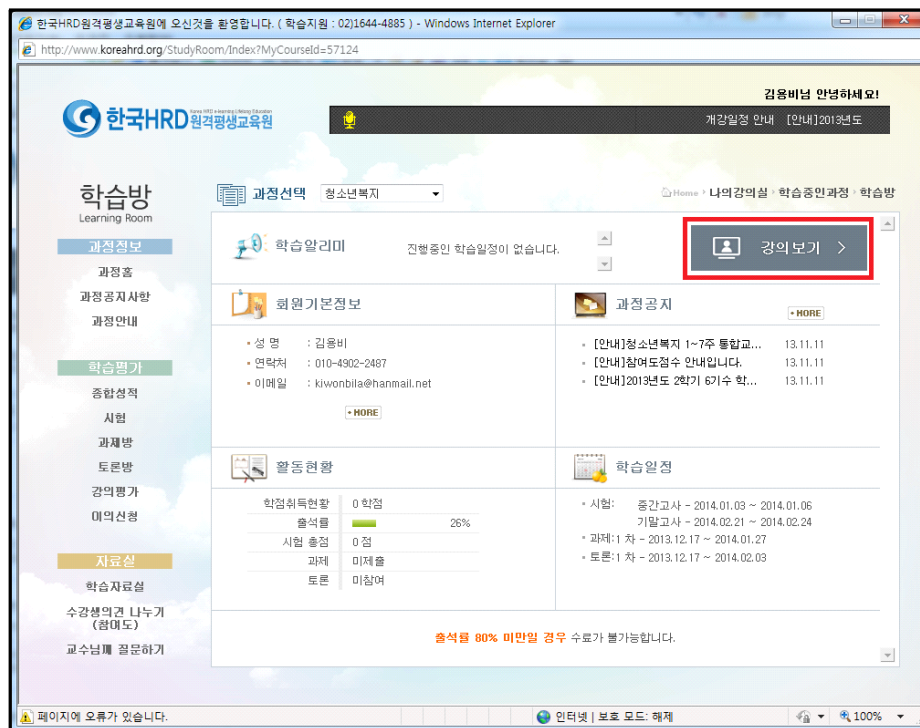 한국HRD원격평생교육원에 오신것을 환영합니다. ( 학습지원 : 02)1644-4885 ) - Windows Internet Explorer
http://www.koreahrd.org/StudyRoom/Index?MyCourseId=57124
김용비님 안녕하세요!
한국HRD 원격평생교육원
개강일정 안내 [안내]2013년도
학습방
Learning Room
과정선택 청소년복지
Home 나의강의실 학습중인과정 학습방
과정정보
과정홈
과정공지사항
과정안내
학습평가
종합성적
시험
과제방
토론방
강의평가
이의신청
자료실
학습자료실
수강생의견 나누기
(참여도)
교수님께 질문하기
학습알리미 진행중인 학습일정이 없습니다.
강의보기 >
회원기본정보
성 명 : 김용비
연락처 : 010-4902-2487
이메일 : kiwonbila@hanmail.net
+ MORE
과정공지
+ MORE
[안내]청소년복지 1~7주 통합교... 13.11.11
[안내]참여도점수 안내입니다. 13.11.11
[안내]2013년도 2학기 6기수 학... 13.11.11
활동현황
학점취득현황 0 학점
출석률 26%
시험 총점 0 점
과제 미제출
토론 미참여
학습일정
시험: 중간고사 - 2014.01.03 ~ 2014.01.06
기말고사 - 2014.02.21 ~ 2014.02.24
과제:1 차 - 2013.12.17 ~ 2014.01.27
토론:1 차 - 2013.12.17 ~ 2014.02.03
출석률 80% 미만일 경우 수료가 불가능합니다.
페이지에 오류가 있습니다.
인터넷 | 보호 모드: 해제
100%